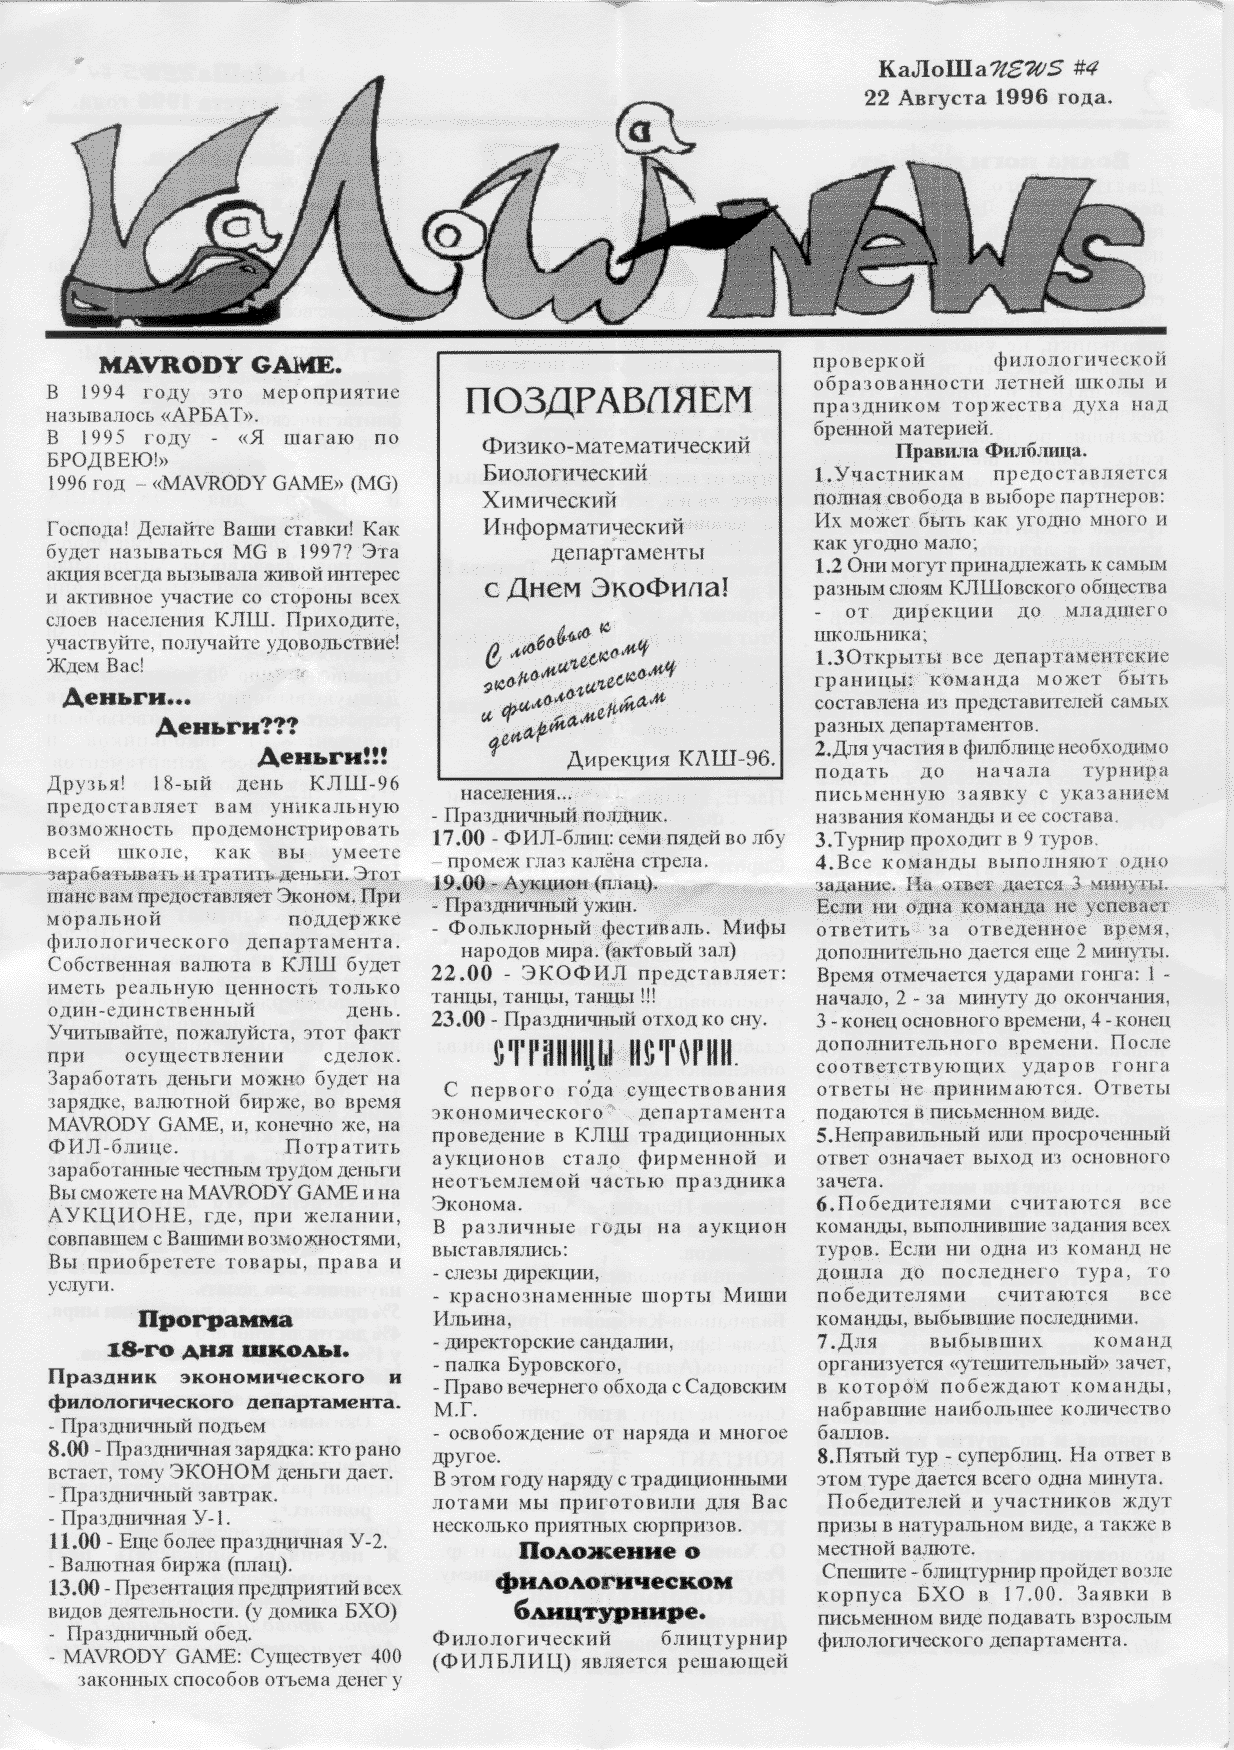 КаЛоШаNEWS #4
22 Августа 1996 года.
КаЛоШа-NeWs
MAVRODY GAME.
В 1994 году это мероприятие
называлось «АРБАТ».
В 1995 году - «Я шагаю по
БРОДВЕЮ!»
1996 год – «MAVRODY GAME» (MG)
Господа! Делайте Ваши ставки! Как
будет называться MG в 1997? Эта
акция всегда вызывала живой интерес
и активное участие со стороны всех
слоев населения КЛШ. Приходите,
участвуйте, получайте удовольствие!
Ждем Вас!
Деньги...
Деньги???
Деньги!!!
Друзья! 18-ый день КЛШ-96
предоставляет вам уникальную
возможность продемонстрировать
всей школе, как вы умеете
зарабатывать и тратить деньги. Этот
шанс вам предоставляет Эконом. При
моральной поддержке
филологического департамента.
Собственная валюта в КЛШ будет
иметь реальную ценность только
один-единственный день.
Учитывайте, пожалуйста, этот факт
при осуществлении сделок.
Заработать деньги можно будет на
зарядке, валютной бирже, во время
MAVRODY GAME, и, конечно же, на
ФИЛ-блице. Потратить
заработанные честным трудом деньги
Вы сможете на MAVRODY GAME и на
АУКЦИОНЕ, где, при желании,
совпавшем с Вашими возможностями,
Вы приобретете товары, права и
услуги.
Программа
18-го дня школы.
Праздник экономического и
филологического департамента.
- Праздничный подъем
8.00 - Праздничная зарядка: кто рано
встает, тому ЭКОНОМ деньги дает.
- Праздничный завтрак.
- Праздничная У-1.
11.00 - Еще более праздничная У-2.
- Валютная биржа (плац).
13.00 - Презентация предприятий всех
видов деятельности. (у домика БХО)
- Праздничный обед.
- MAVRODY GAME: Существует 400
законных способов отъема денег у
ПОЗДРАВЛЯЕМ
Физико-математический
Биологический
Химический
Информатический
департаменты
с Днем ЭкоФила!
С любовью к
экономическому
и филологическому
департаментам
Дирекция КЛШ-96.
населения...
- Праздничный полдник.
17.00 - ФИЛ-блиц: семи пядей во лбу
– промеж глаз калёна стрела.
19.00 - Аукцион (плац).
- Праздничный ужин.
- Фольклорный фестиваль. Мифы
народов мира. (актовый зал)
22.00 - ЭКОФИЛ представляет:
танцы, танцы, танцы !!!
23.00 - Праздничный отход ко сну.
СТРАНИЦЫ ИСТОРИИ.
С первого года существования
экономического департамента
проведение в КЛШ традиционных
аукционов стало фирменной и
неотъемлемой частью праздника
Эконома.
В различные годы на аукцион
выставлялись:
- слезы дирекции,
- краснознаменные шорты Миши
Ильина,
- директорские сандалии,
- палка Буровского,
- Право вечернего обхода с Садовским
М.Г.
- освобождение от наряда и многое
другое.
В этом году наряду с традиционными
лотами мы приготовили для Вас
несколько приятных сюрпризов.
Положение о
филологическом
блицтурнире.
Филологический блицтурнир
(ФИЛБЛИЦ) является решающей
проверкой филологической
образованности летней школы и
праздником торжества духа над
бренной материей.
Правила Филблица.
1.Участникам предоставляется
полная свобода в выборе партнеров:
Их может быть как угодно много и
как угодно мало;
1.2 Они могут принадлежать к самым
разным слоям КЛШовского общества
- от дирекции до младшего
школьника;
1.3Открыты все департаментские
границы: команда может быть
составлена из представителей самых
разных департаментов.
2.Для участия в филблице необходимо
подать до начала турнира
письменную заявку с указанием
названия команды и ее состава.
3.Турнир проходит в 9 туров.
4.Все команды выполняют одно
задание. На ответ дается 3 минуты.
Если ни одна команда не успевает
ответить за отведенное время,
дополнительно дается еще 2 минуты.
Время отмечается ударами гонга: 1 -
начало, 2 - за минуту до окончания,
3 - конец основного времени, 4 - конец
дополнительного времени. После
соответствующих ударов гонга
ответы не принимаются. Ответы
подаются в письменном виде.
5.Неправильный или просроченный
ответ означает выход из основного
зачета.
6.Победителями считаются все
команды, выполнившие задания всех
туров. Если ни одна из команд не
дошла до последнего тура, то
победителями считаются все
команды, выбывшие последними.
7.Для выбывших команд
организуется «утешительный» зачет,
в котором побеждают команды,
набравшие наибольшее количество
баллов.
8.Пятый тур - суперблиц. На ответ в
этом туре дается всего одна минута.
Победителей и участников ждут
призы в натуральном виде, а также в
местной валюте.
Спешите - блицтурнир пройдет возле
корпуса БХО в 17.00. Заявки в
письменном виде подавать взрослым
филологического департамента.